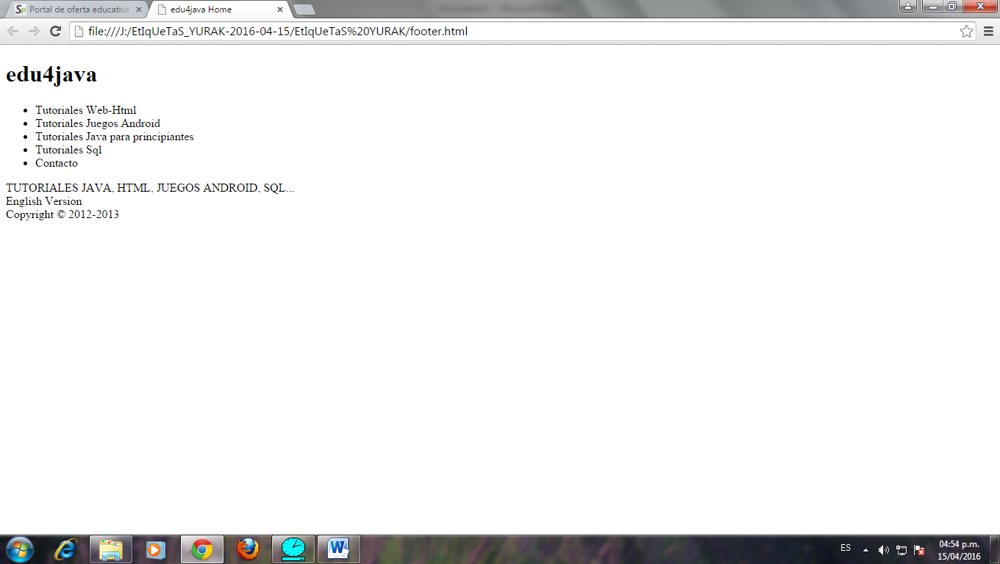 Portal de oferta educativa
edu4java Home
file:///J:/EtIqUeTaS_YURAK-2016-04-15/EtIqUeTaS%20YURAK/footer.html
edu4java
• Tutoriales Web-Html
• Tutoriales Juegos Android
• Tutoriales Java para principiantes
• Tutoriales Sql
• Contacto
TUTORIALES JAVA, HTML, JUEGOS ANDROID, SQL...
English Version
Copyright © 2012-2013
ES
04:54 p.m.
15/04/2016